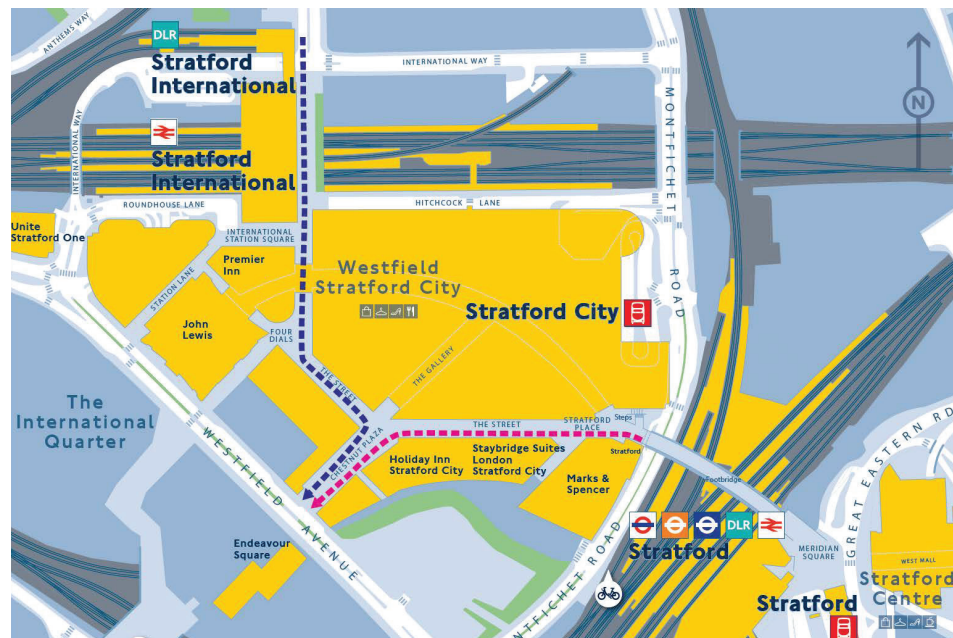 ANTHEMS WAY
DLR
Stratford
International
INTERNATIONAL WAY
N
INTERNATIONAL WAY
Stratford
International
MONTFICHET ROAD
ROUNDHOUSE LANE
HITCHCOCK LANE
Unite
Stratford One
INTERNATIONAL
STATION SQUARE
Premier
Inn
STATION LANE
Westfield
Stratford City
Stratford City
John
Lewis
FOUR
DIALS
THE STREET
THE GALLERY
The
International
Quarter
CHESTNUT PLAZA
THE STREET
STRATFORD
PLACE
Steps
Stratford
Holiday Inn
Stratford City
Staybridge Suites
London
Stratford City
Marks &
Spencer
Footbridge
WESTFIELD AVENUE
GREAT EASTERN RD
DLR
Stratford
MERIDIAN
SQUARE
Endeavour
Square
NTFICHET ROAD
WEST MALL
Stratford
Centre
Stratford